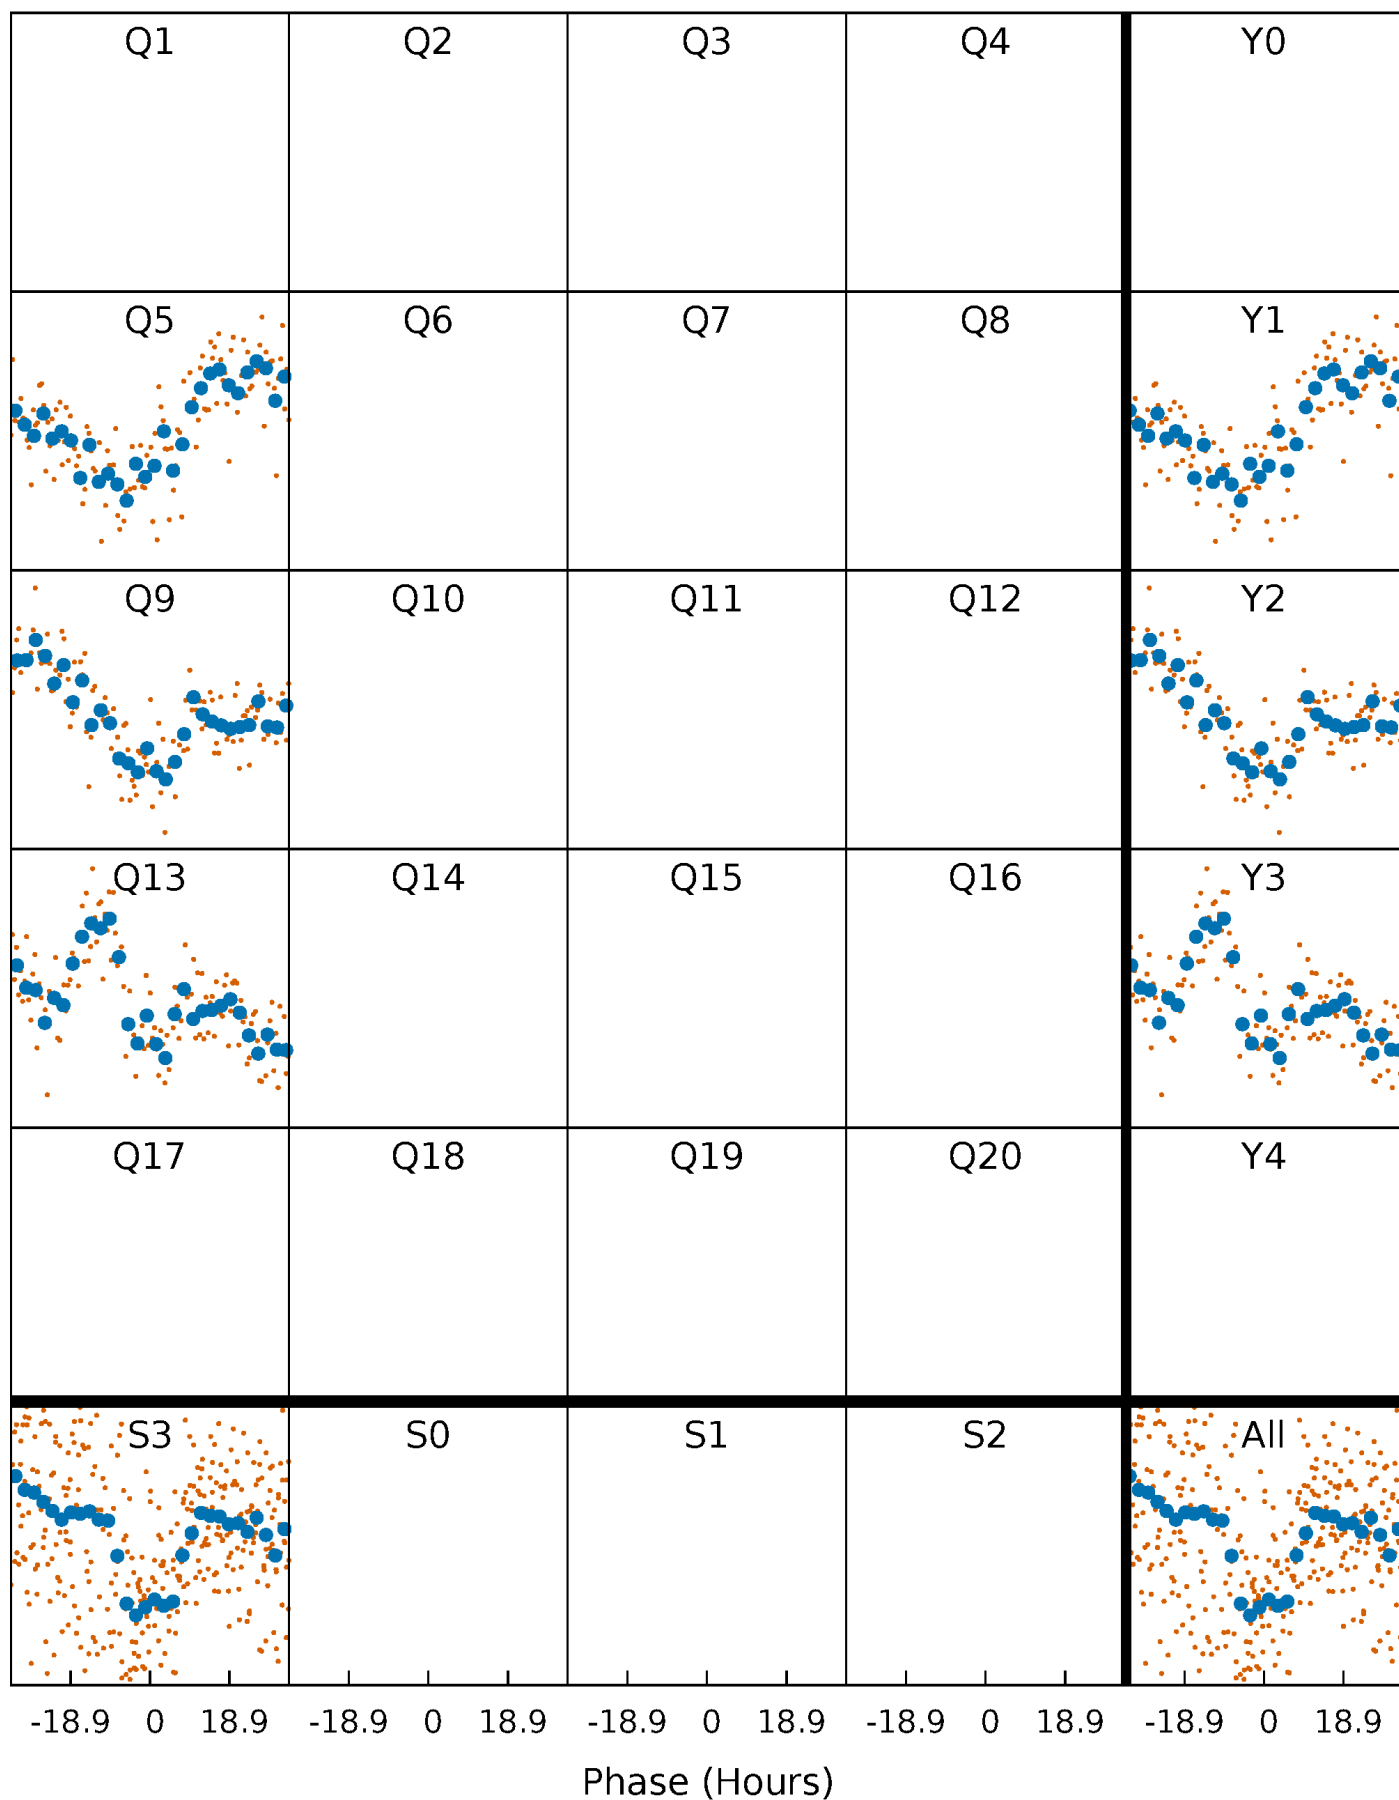 Q1 Q2 Q3 Q4 Y0
Q5 Q6 Q7 Q8 Y1
Q9 Q10 Q11 Q12 Y2
Q13 Q14 Q15 Q16 Y3
Q17 Q18 Q19 Q20 Y4
S3 S0 S1 S2 All
-18.9 0 18.9 -18.9 0 18.9 -18.9 0 18.9 -18.9 0 18.9 -18.9 0 18.9
Phase (Hours)